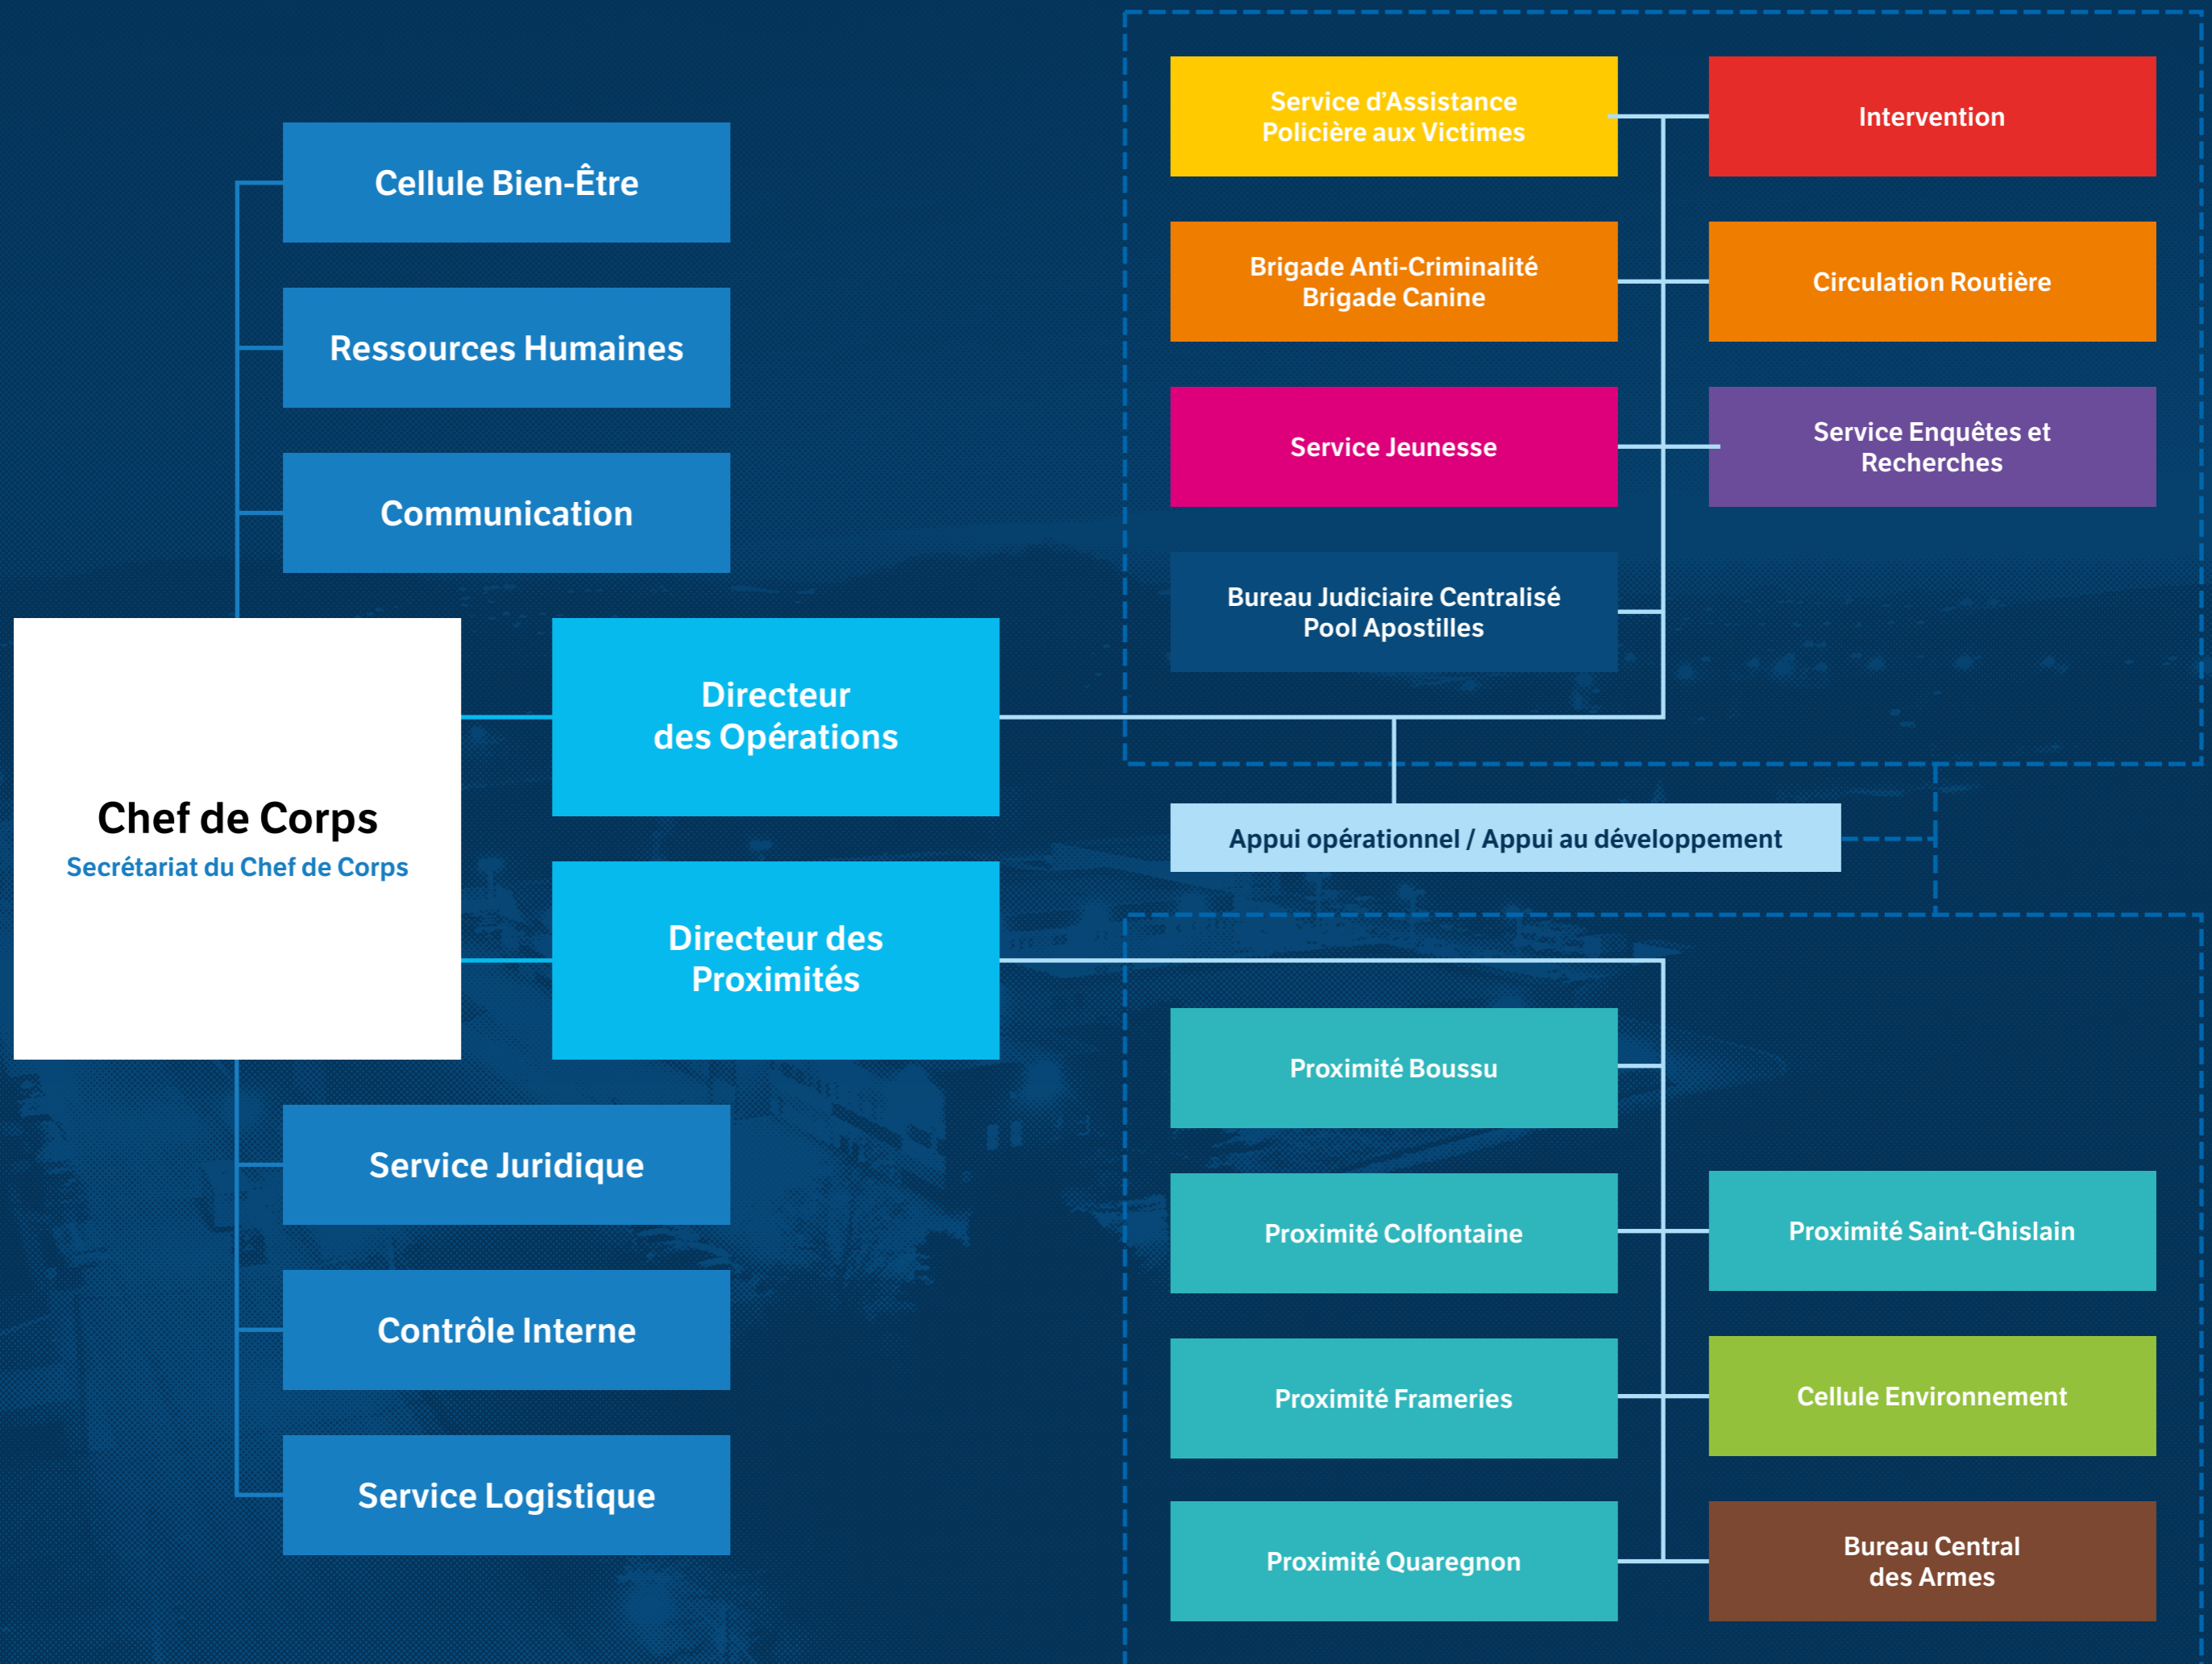 Cellule Bien-Être
Ressources Humaines
Communication
Chef de Corps
Secrétariat du Chef de Corps
Directeur
des Opérations
Directeur des
Proximités
Service Juridique
Contrôle Interne
Service Logistique
Service d’Assistance
Policière aux Victimes
Intervention
Brigade Anti-Criminalité
Brigade Canine
Circulation Routière
Service Jeunesse
Service Enquêtes et
Recherches
Bureau Judiciaire Centralisé
Pool Apostilles
Appui opérationnel / Appui au développement
Proximité Boussu
Proximité Colfontaine
Proximité Saint-Ghislain
Proximité Frameries
Cellule Environnement
Proximité Quaregnon
Bureau Central
des Armes